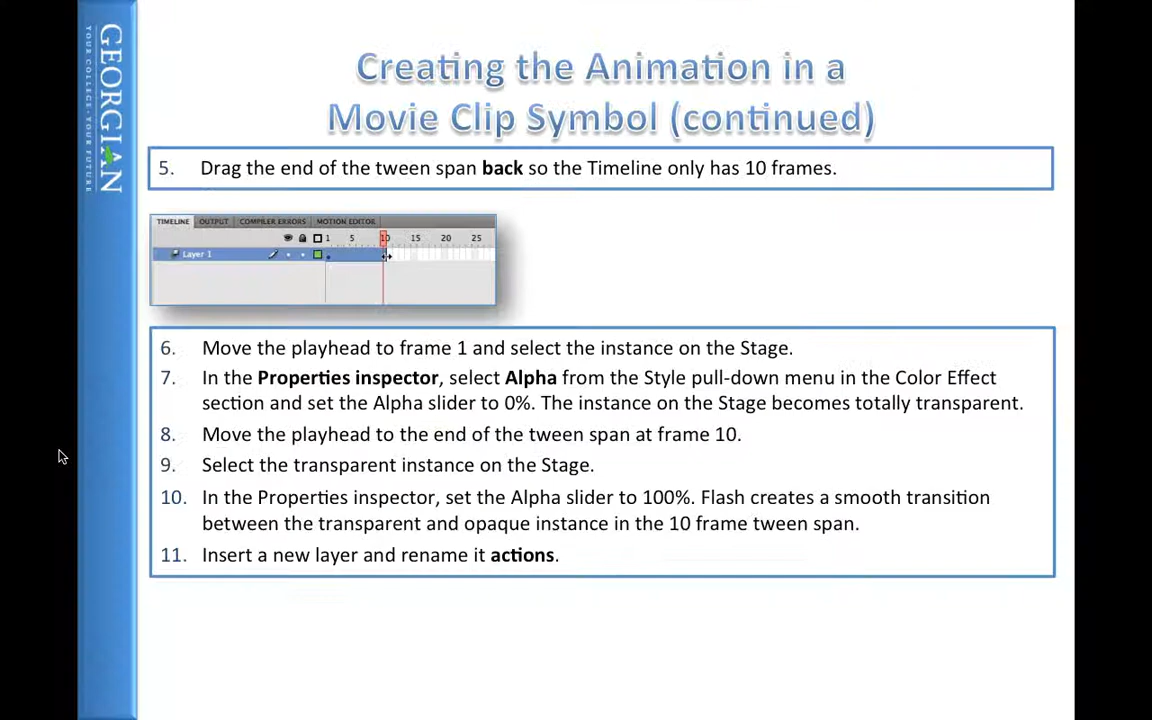 GEORGIAN
YOUR COLLEGE · YOUR FUTURE
Creating the Animation in a
Movie Clip Symbol (continued)
5. Drag the end of the tween span back so the Timeline only has 10 frames.
TIMELINE OUTPUT COMPILER ERRORS MOTION EDITOR
1 5 10 15 20 25
Layer 1
6. Move the playhead to frame 1 and select the instance on the Stage.
7. In the Properties inspector, select Alpha from the Style pull-down menu in the Color Effect
section and set the Alpha slider to 0%. The instance on the Stage becomes totally transparent.
8. Move the playhead to the end of the tween span at frame 10.
9. Select the transparent instance on the Stage.
10. In the Properties inspector, set the Alpha slider to 100%. Flash creates a smooth transition
between the transparent and opaque instance in the 10 frame tween span.
11. Insert a new layer and rename it actions.